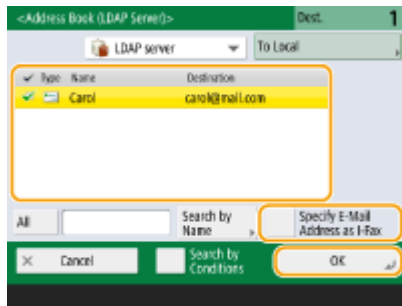 <Address Book (LDAP Server)> Dest. 1
LDAP server To Local
Type Name Destination
Carol carol@mail.com
All Search by Name Specify E-Mail Address as I-Fax
Cancel Search by Conditions OK